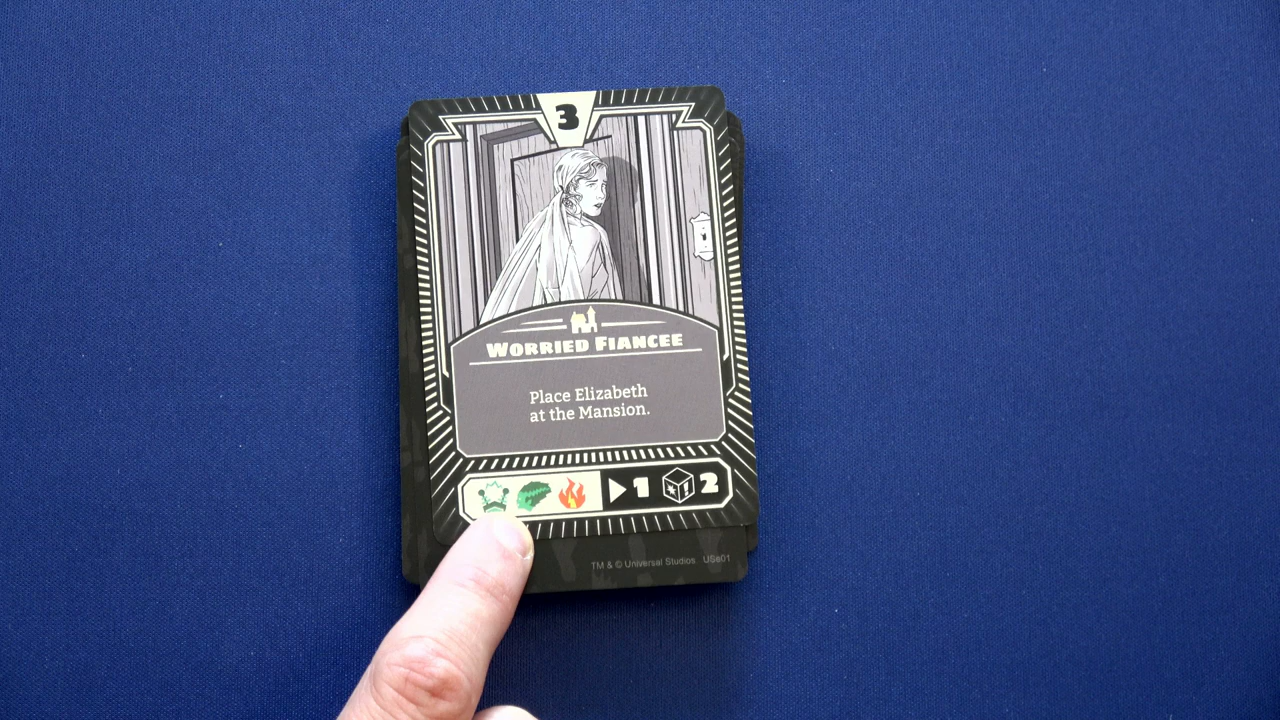 3
WORRIED FIANCEE
Place Elizabeth
at the Mansion.
1 ! 2
TM & © Universal Studios USe01